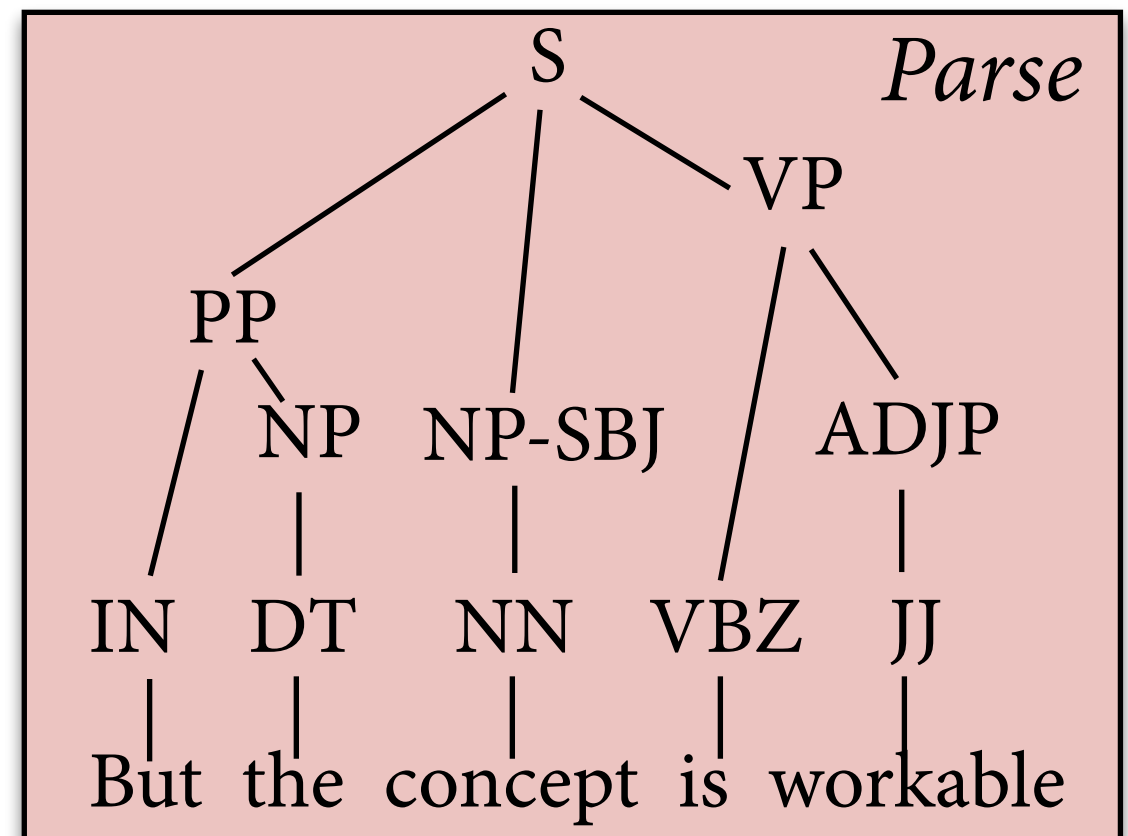 S
Parse
VP
PP
NP NP-SBJ ADJP
IN DT NN VBZ JJ
But the concept is workable